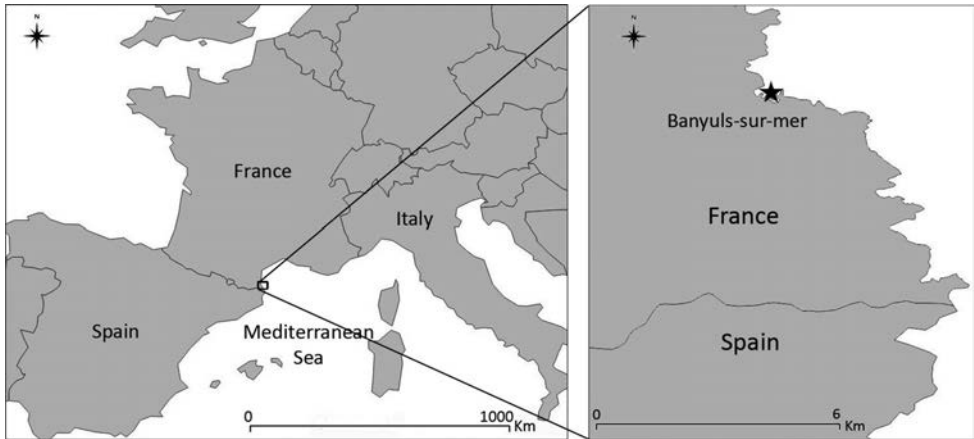 N
France
Italy
Spain
Mediterranean
Sea
0
1000
Km
N
Banyuls-sur-mer
France
Spain
0
6
Km